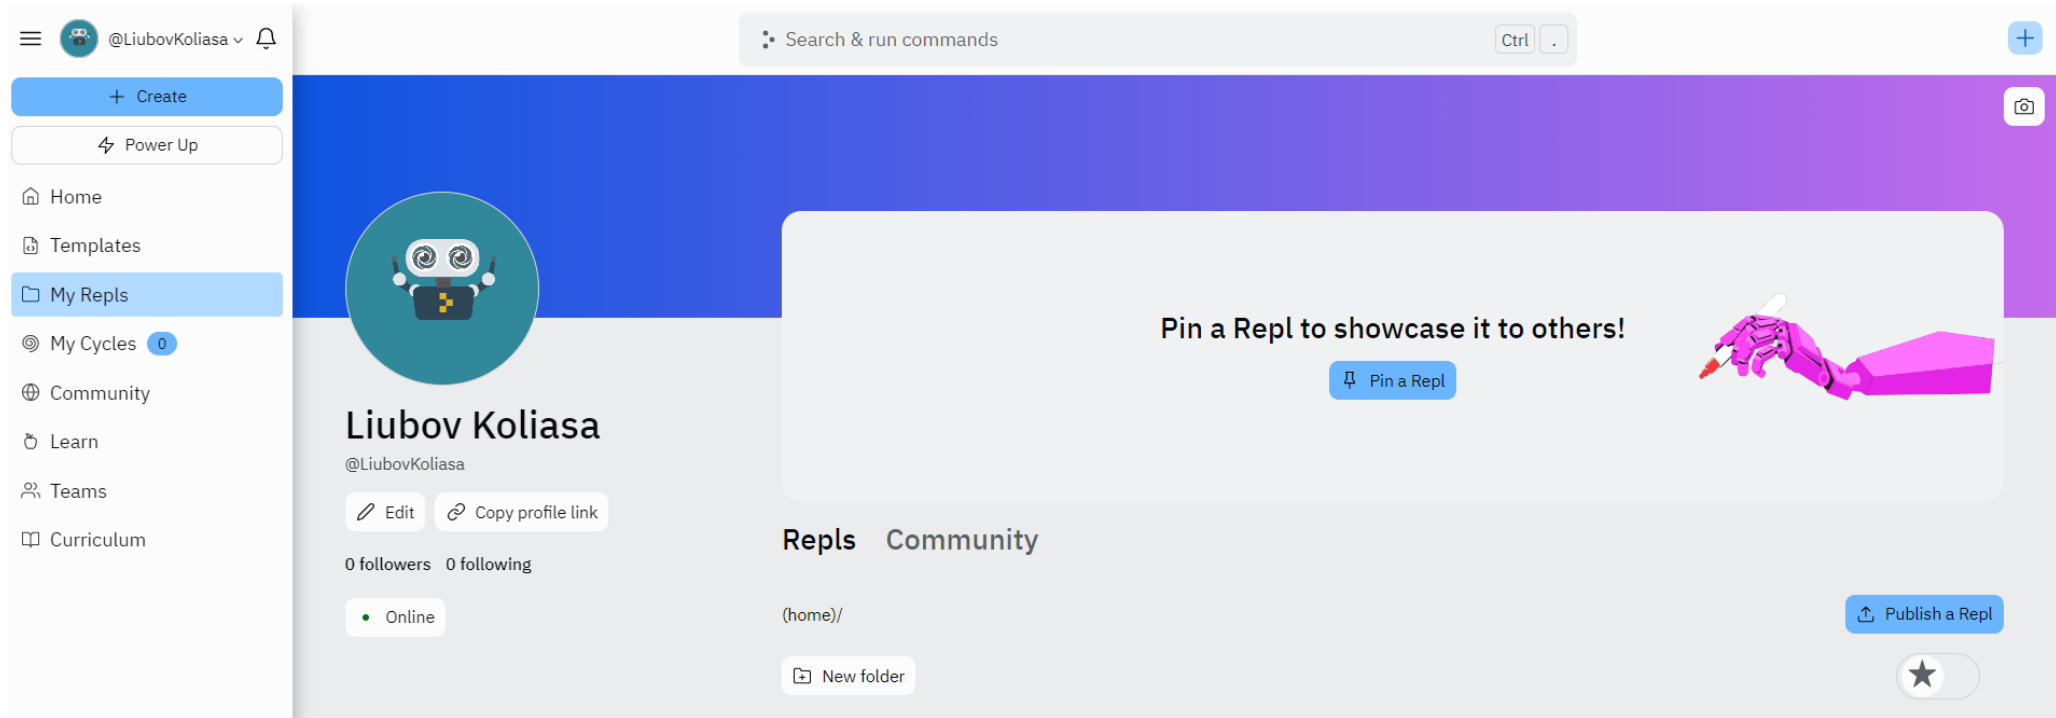 @LiubovKoliasa
Search & run commands
Ctrl .
+
+ Create
Power Up
Home
Templates
My Repls
My Cycles 0
Community
Learn
Teams
Curriculum
Liubov Koliasa
@LiubovKoliasa
Edit
Copy profile link
0 followers 0 following
Online
Pin a Repl to showcase it to others!
Pin a Repl
Repls Community
(home)/
Publish a Repl
New folder